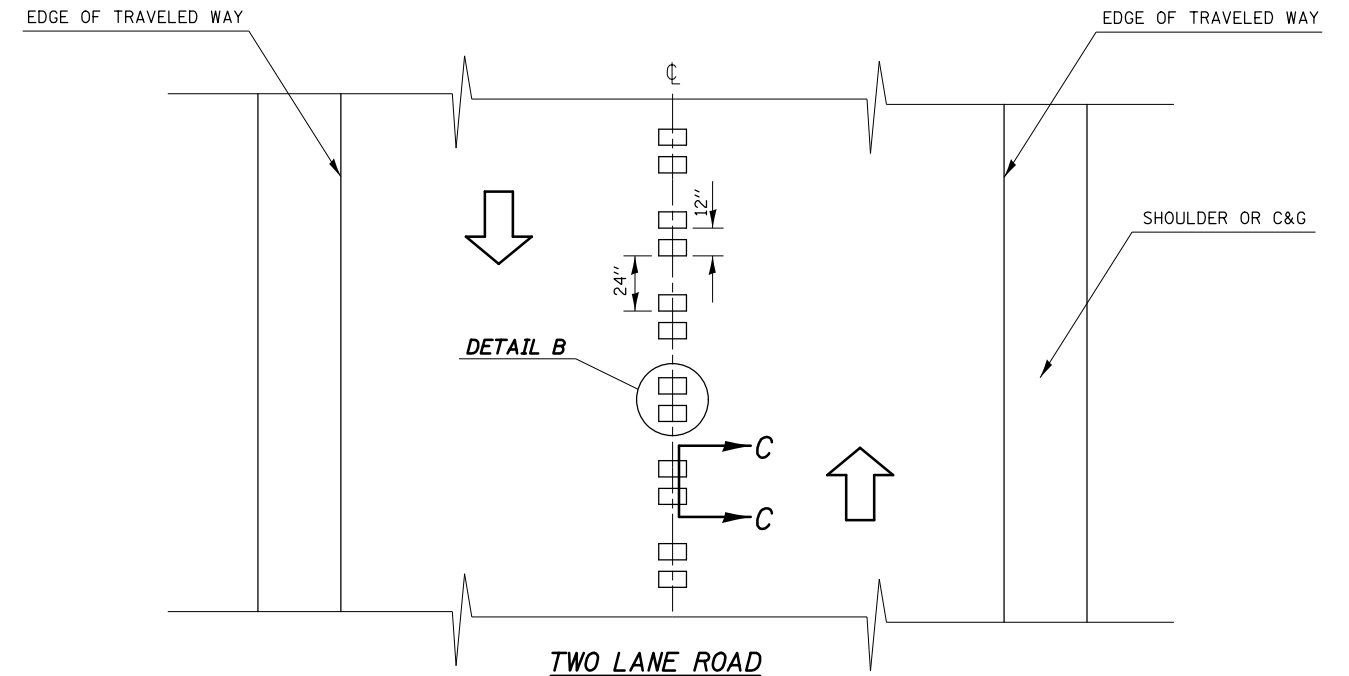 EDGE OF TRAVELED WAY
EDGE OF TRAVELED WAY
℄
12"
SHOULDER OR C&G
24"
DETAIL B
C
C
TWO LANE ROAD